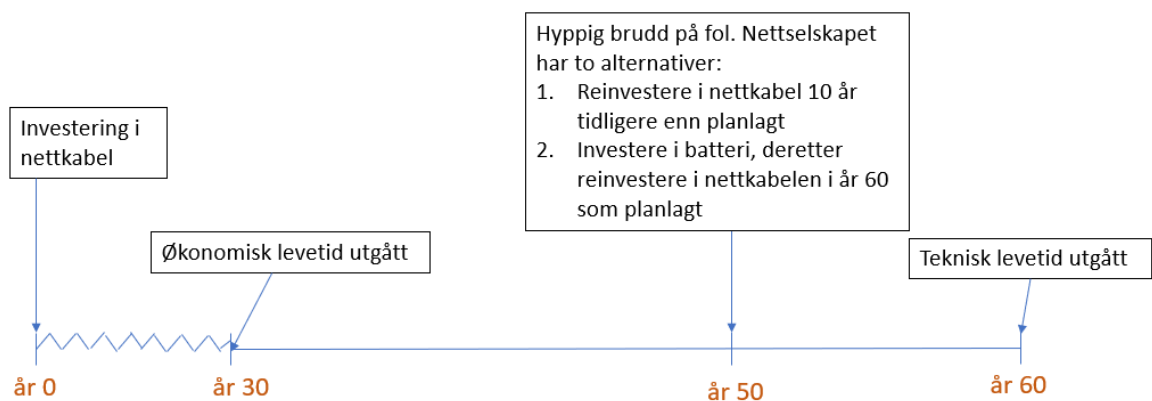 Hyppig brudd på fol. Nettselskapet
har to alternativer:
1. Reinvestere i nettkabel 10 år
tidligere enn planlagt
2. Investere i batteri, deretter
reinvestere i nettkabelen i år 60
som planlagt
Investering i
nettkabel
Økonomisk levetid utgått
Teknisk levetid utgått
år 0
år 30
år 50
år 60